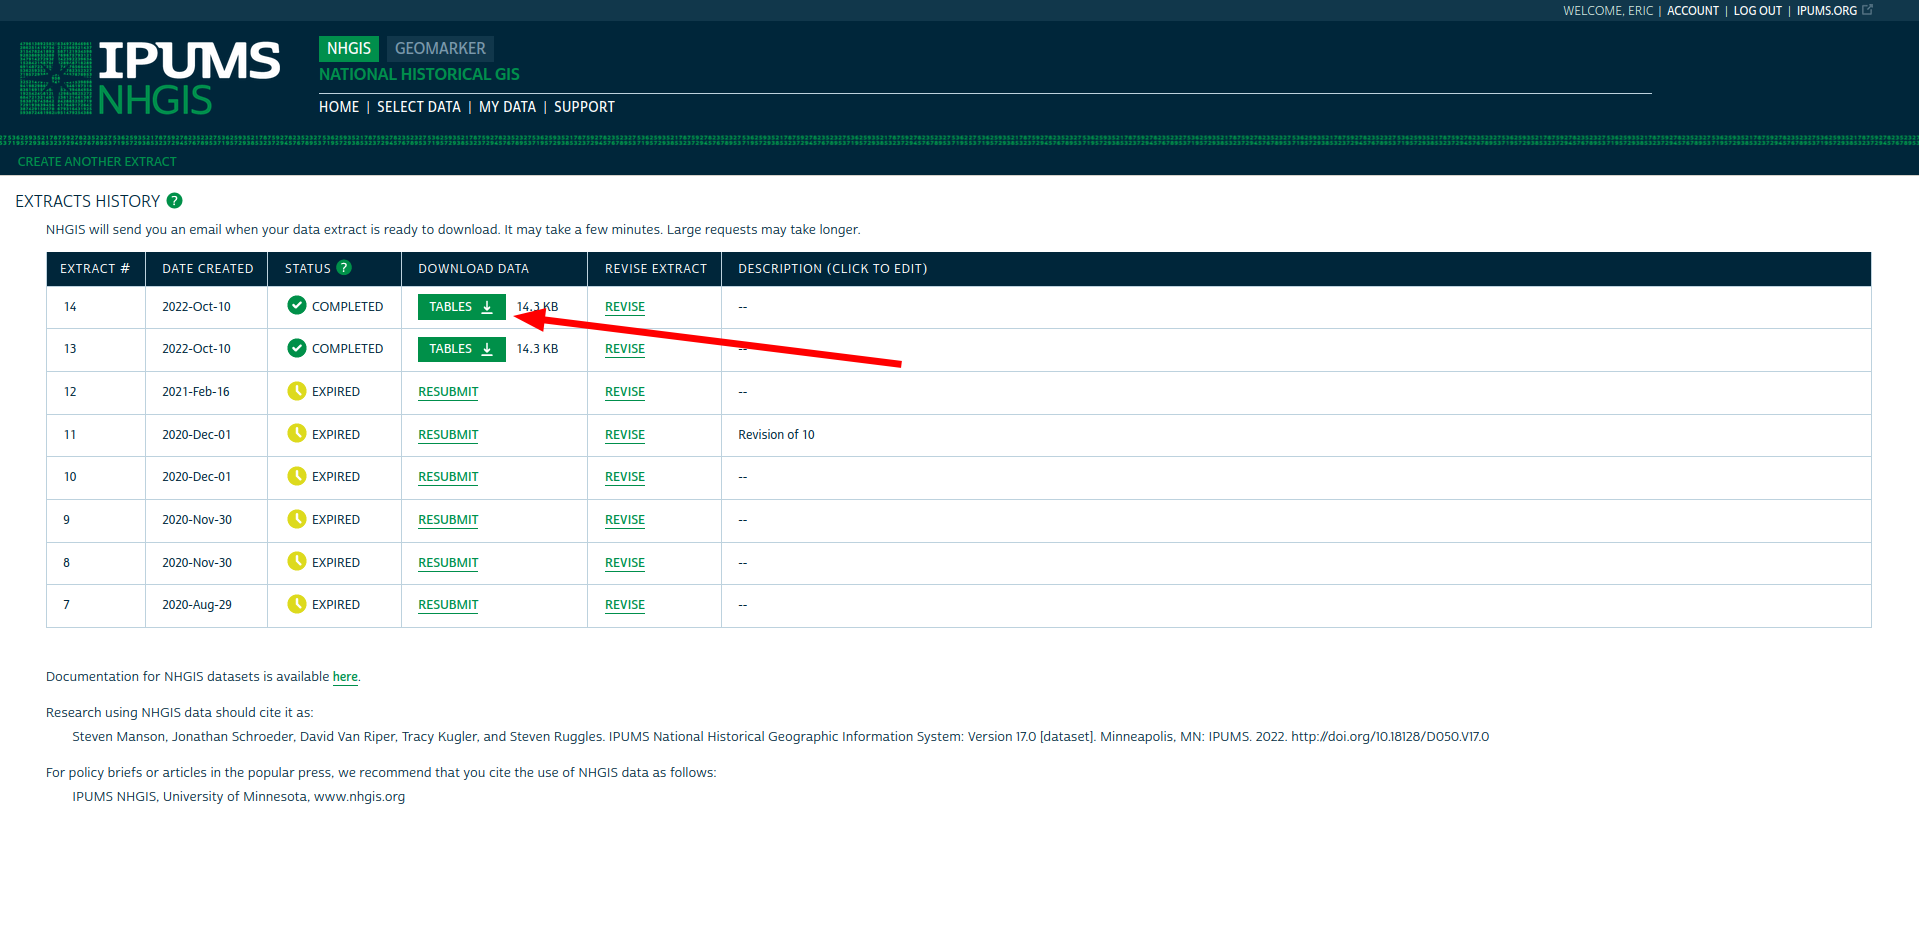 WELCOME, ERIC | ACCOUNT | LOG OUT | IPUMS.ORG
IPUMS
NHGIS
NHGIS GEOMARKER
NATIONAL HISTORICAL GIS
HOME | SELECT DATA | MY DATA | SUPPORT
CREATE ANOTHER EXTRACT
EXTRACTS HISTORY ?
NHGIS will send you an email when your data extract is ready to download. It may take a few minutes. Large requests may take longer.
EXTRACT # DATE CREATED STATUS ? DOWNLOAD DATA REVISE EXTRACT DESCRIPTION (CLICK TO EDIT)
14 2022-Oct-10 COMPLETED TABLES 14.3 KB REVISE --
13 2022-Oct-10 COMPLETED TABLES 14.3 KB REVISE --
12 2021-Feb-16 EXPIRED RESUBMIT REVISE --
11 2020-Dec-01 EXPIRED RESUBMIT REVISE Revision of 10
10 2020-Dec-01 EXPIRED RESUBMIT REVISE --
9 2020-Nov-30 EXPIRED RESUBMIT REVISE --
8 2020-Nov-30 EXPIRED RESUBMIT REVISE --
7 2020-Aug-29 EXPIRED RESUBMIT REVISE --
Documentation for NHGIS datasets is available here.
Research using NHGIS data should cite it as:
Steven Manson, Jonathan Schroeder, David Van Riper, Tracy Kugler, and Steven Ruggles. IPUMS National Historical Geographic Information System: Version 17.0 [dataset]. Minneapolis, MN: IPUMS. 2022. http://doi.org/10.18128/D050.V17.0
For policy briefs or articles in the popular press, we recommend that you cite the use of NHGIS data as follows:
IPUMS NHGIS, University of Minnesota, www.nhgis.org